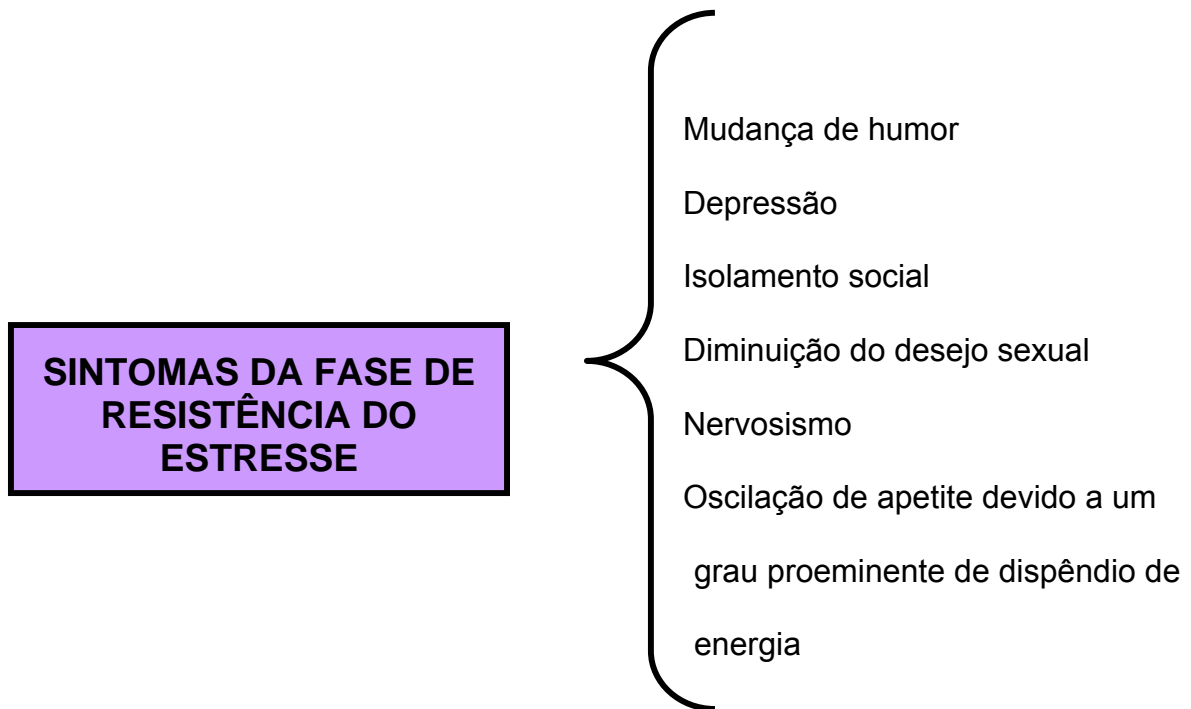 SINTOMAS DA FASE DE
RESISTÊNCIA DO
ESTRESSE
Mudança de humor
Depressão
Isolamento social
Diminuição do desejo sexual
Nervosismo
Oscilação de apetite devido a um
grau proeminente de dispêndio de
energia